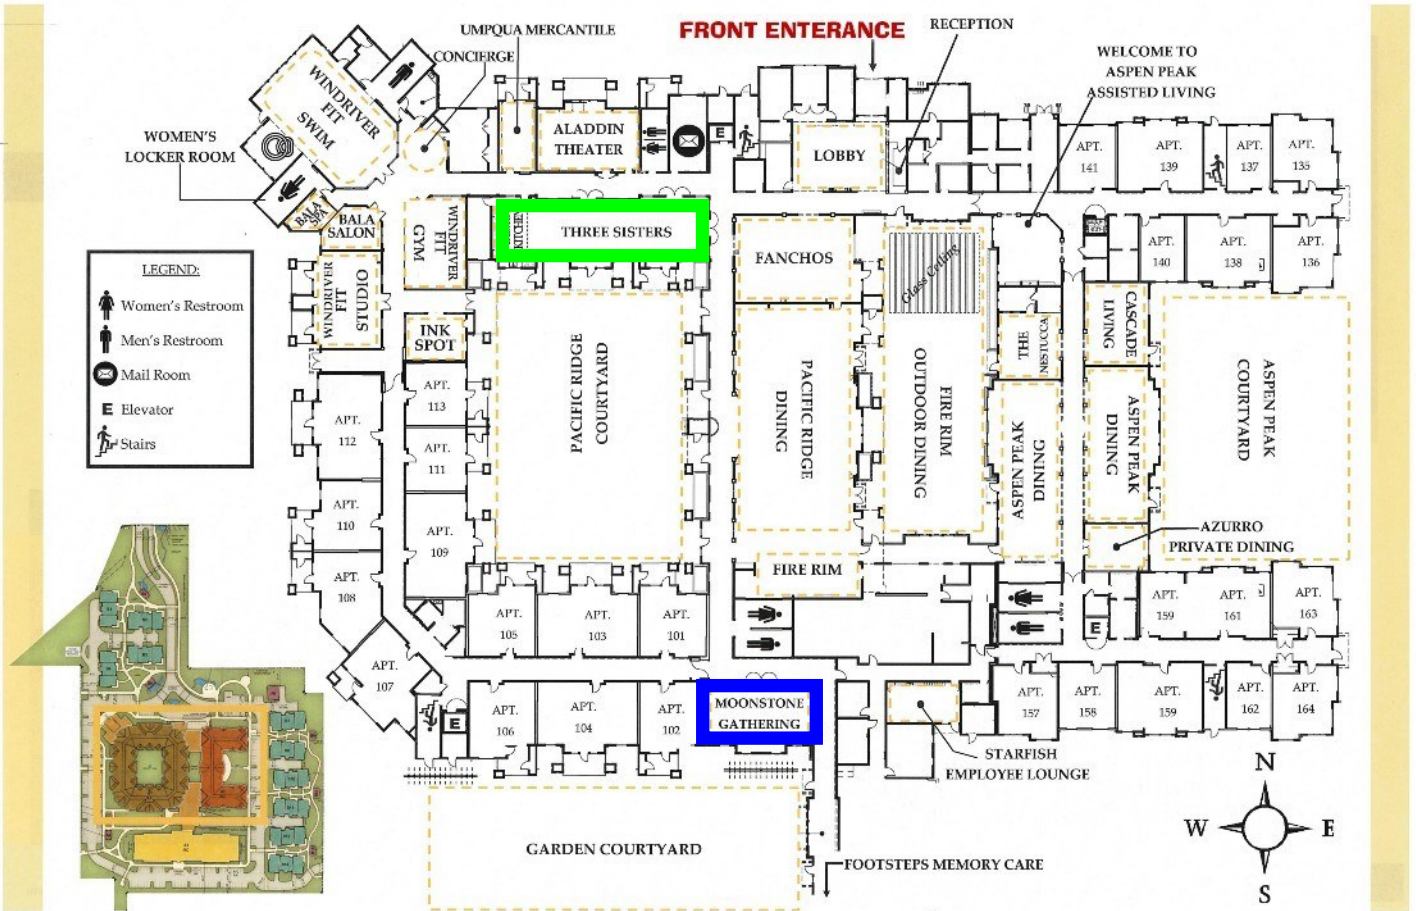 UMPQUA MERCANTILE
CONCIERGE
FRONT ENTERANCE
RECEPTION
WELCOME TO
ASPEN PEAK
ASSISTED LIVING
WINDRIVER
FIT
SWIM
WOMEN'S
LOCKER ROOM
ALADDIN
THEATER
E
LOBBY
APT.
141
APT.
139
APT.
137
APT.
135
BALA
SPA
BALA
SALON
WINDRIVER
FIT
GYM
KITCHEN
THREE SISTERS
FANCHOS
Glass Ceiling
APT.
140
APT.
138
APT.
136
LEGEND:
Women's Restroom
Men's Restroom
Mail Room
E Elevator
Stairs
WINDRIVER
FIT
STUDIO
INK
SPOT
PACIFIC RIDGE
COURTYARD
PACIFIC RIDGE
DINING
FIRE RIM
OUTDOOR DINING
THE
NESTUCCA
CASCADE
LIVING
ASPEN PEAK
DINING
ASPEN PEAK
DINING
ASPEN PEAK
COURTYARD
APT.
113
APT.
112
APT.
111
APT.
110
APT.
109
APT.
108
AZURRO
PRIVATE DINING
FIRE RIM
APT.
105
APT.
103
APT.
101
APT.
159
APT.
161
APT.
163
E
APT.
107
APT.
106
APT.
104
APT.
102
E
MOONSTONE
GATHERING
APT.
157
APT.
158
APT.
159
APT.
162
APT.
164
STARFISH
EMPLOYEE LOUNGE
GARDEN COURTYARD
FOOTSTEPS MEMORY CARE
N
W E
S